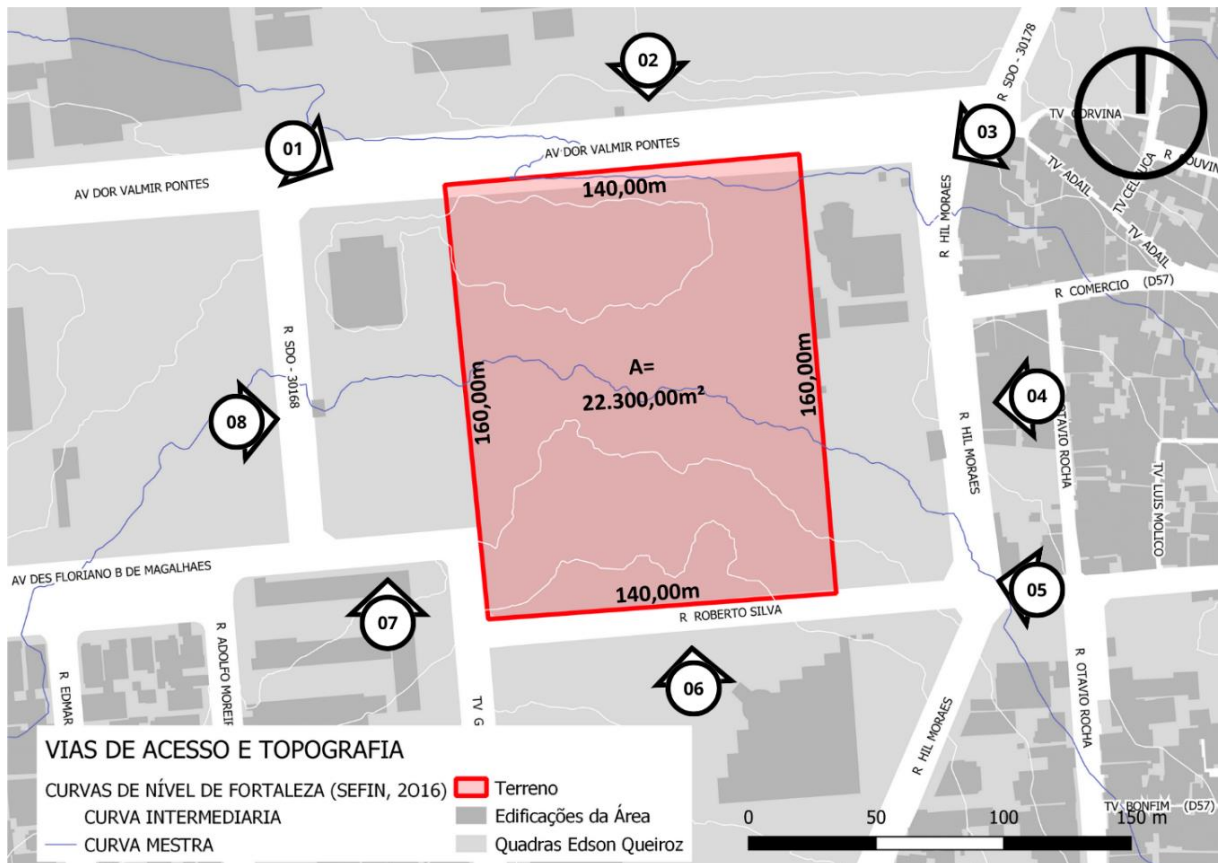 02
R SDO - 30178
01
AV DOR VALMIR PONTES
03
TV CORVINA
AV DOR VALMIR PONTES
140,00m
TV ADAIL
TV CELIUCA
TV ADAIL
R HIL MORAES
R COMERCIO (D57)
R SDO - 30168
A=
22.300,00m²
160,00m
160,00m
04
08
OTAVIO ROCHA
R HIL MORAES
TV LUIS MOLICO
AV DES FLORIANO B DE MAGALHAES
140,00m
R ROBERTO SILVA
05
07
06
R EDMAR
R ADOLFO MOREIR
TV G
R HIL MORAES
R OTAVIO ROCHA
VIAS DE ACESSO E TOPOGRAFIA
CURVAS DE NÍVEL DE FORTALEZA (SEFIN, 2016)
CURVA INTERMEDIARIA
CURVA MESTRA
Terreno
Edificações da Área
Quadras Edson Queiroz
TV BONFIM (D57)
0 50 100 150 m